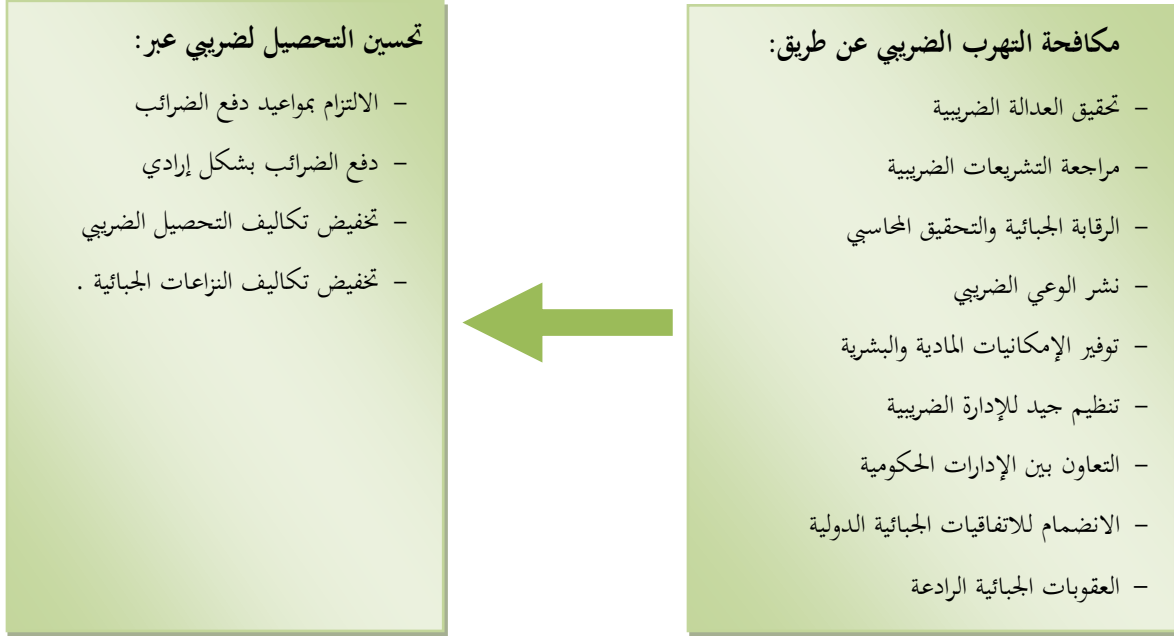 مكافحة التهرب الضريبي عن طريق:
– تحقيق العدالة الضريبية
– مراجعة التشريعات الضريبية
– الرقابة الجبائية والتحقيق المحاسبي
– نشر الوعي الضريبي
– توفير الإمكانيات المادية والبشرية
– تنظيم جيد للإدارة الضريبية
– التعاون بين الإدارات الحكومية
– الانضمام للاتفاقيات الجبائية الدولية
– العقوبات الجبائية الرادعة
تحسين التحصيل لضريبي عبر:
– الالتزام بمواعيد دفع الضرائب
– دفع الضرائب بشكل إرادي
– تخفيض تكاليف التحصيل الضريبي
– تخفيض تكاليف النزاعات الجبائية .